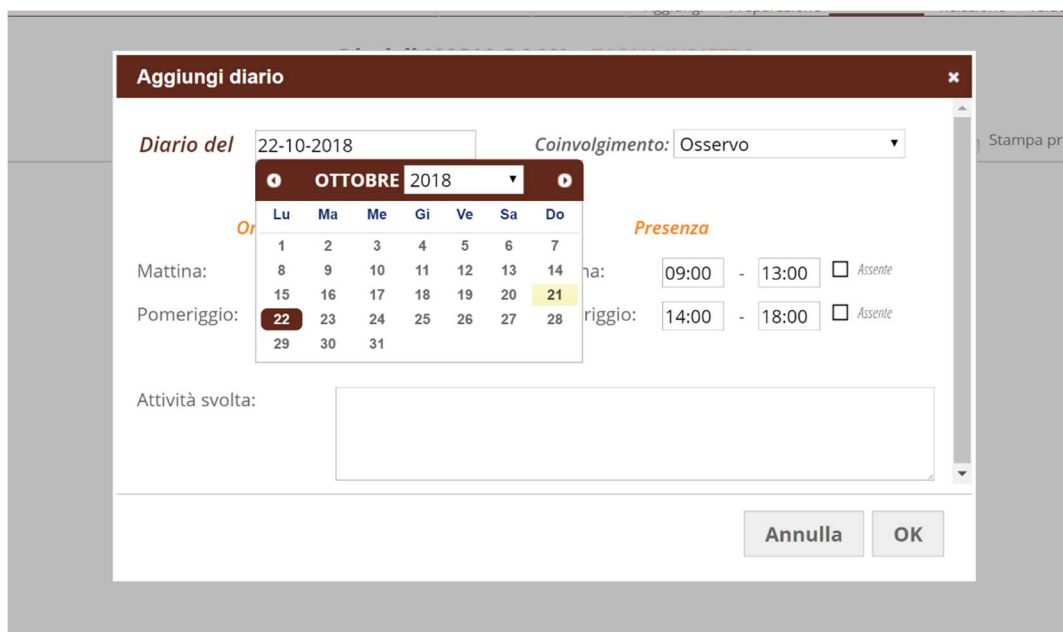 Aggiungi diario
Diario del 22-10-2018 Coinvolgimento: Osservo
Stampa pr
OTTOBRE 2018
Lu Ma Me Gi Ve Sa Do
Or
Presenza
1 2 3 4 5 6 7
Mattina: 8 9 10 11 12 13 14 na: 09:00 - 13:00 Assente
15 16 17 18 19 20 21
Pomeriggio: 22 23 24 25 26 27 28 riggio: 14:00 - 18:00 Assente
29 30 31
Attività svolta:
Annulla OK